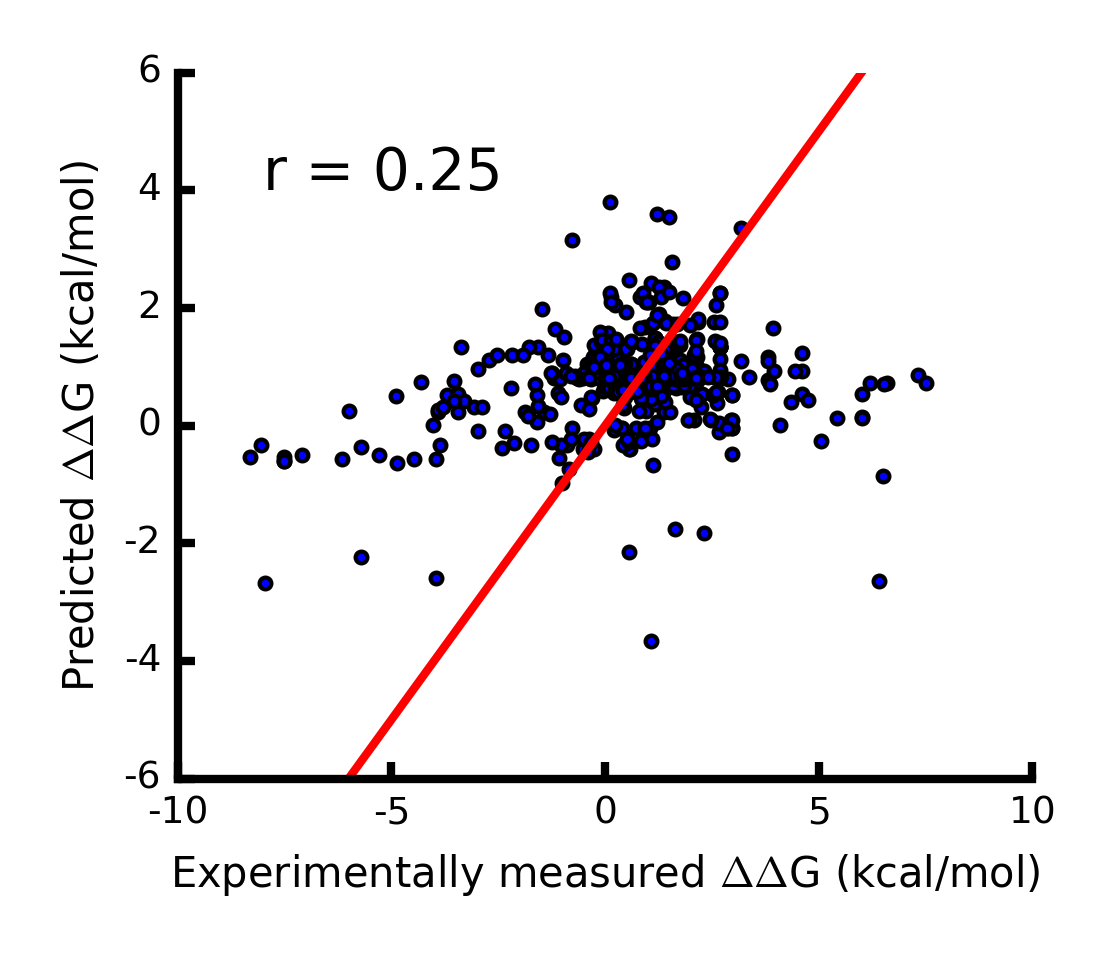 6
r = 0.25
4
2
0
-2
-4
-6
Predicted ΔΔG (kcal/mol)
-10 -5 0 5 10
Experimentally measured ΔΔG (kcal/mol)